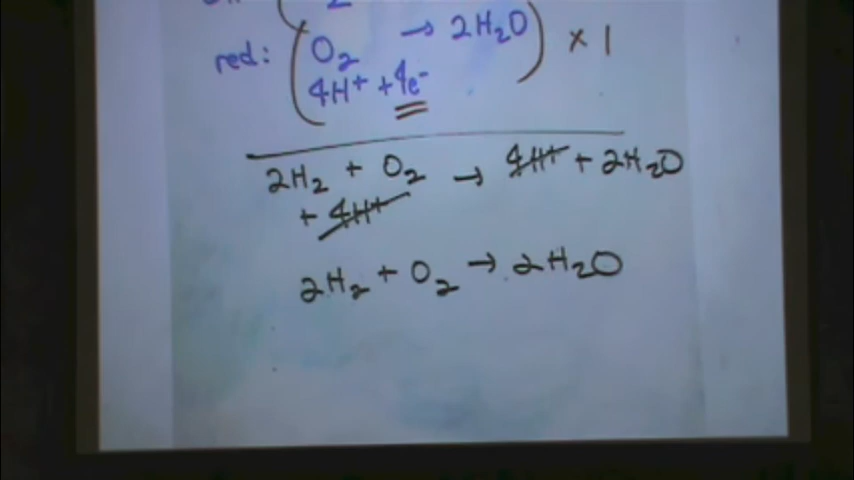 red: ( O₂ → 2H₂O ) × 1
4H⁺ + 4e⁻
2H₂ + O₂ → 4H⁺ + 2H₂O
+ 4H⁺
2H₂ + O₂ → 2H₂O